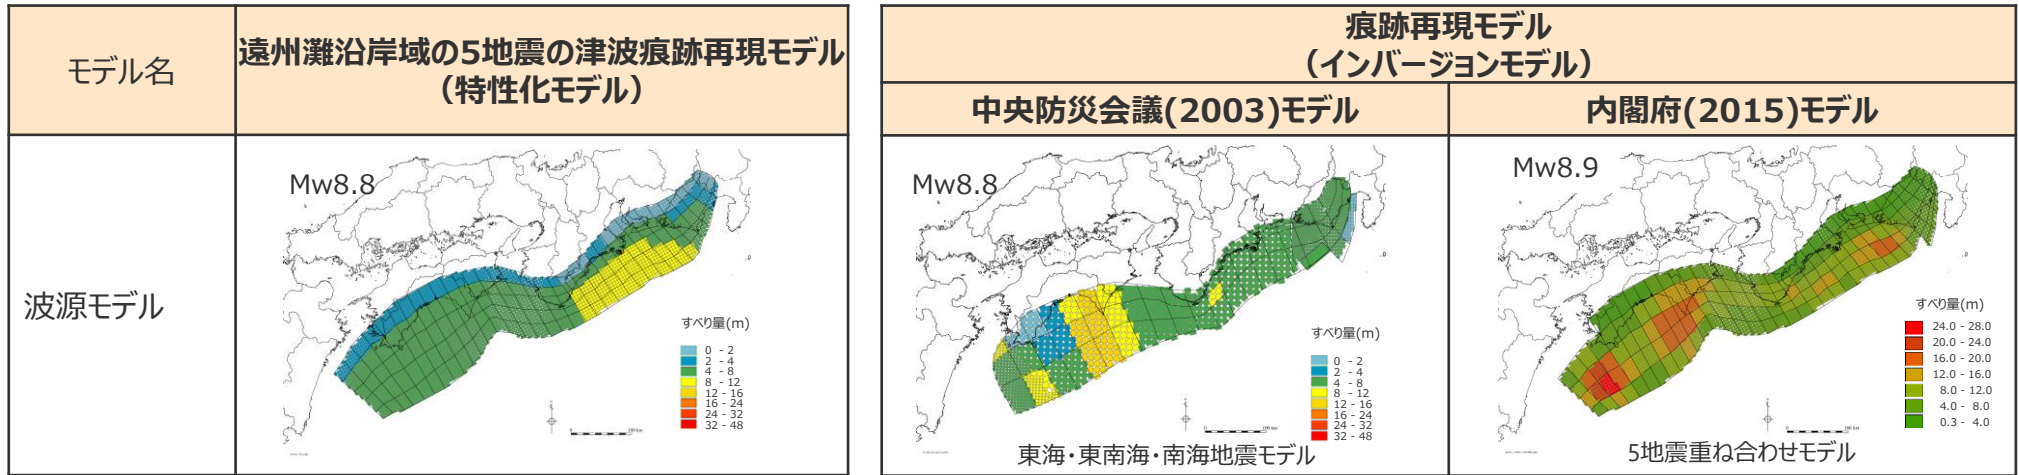 モデル名
遠州灘沿岸域の5地震の津波痕跡再現モデル
（特性化モデル）
痕跡再現モデル
（インバージョンモデル）
中央防災会議(2003)モデル
内閣府(2015)モデル
波源モデル
Mw8.8
すべり量(m)
0 - 2
2 - 4
4 - 8
8 - 12
12 - 16
16 - 24
24 - 32
32 - 48
Mw8.8
すべり量(m)
0 - 2
2 - 4
4 - 8
8 - 12
12 - 16
16 - 24
24 - 32
32 - 48
東海・東南海・南海地震モデル
Mw8.9
すべり量(m)
24.0 - 28.0
20.0 - 24.0
16.0 - 20.0
12.0 - 16.0
8.0 - 12.0
4.0 - 8.0
0.3 - 4.0
5地震重ね合わせモデル